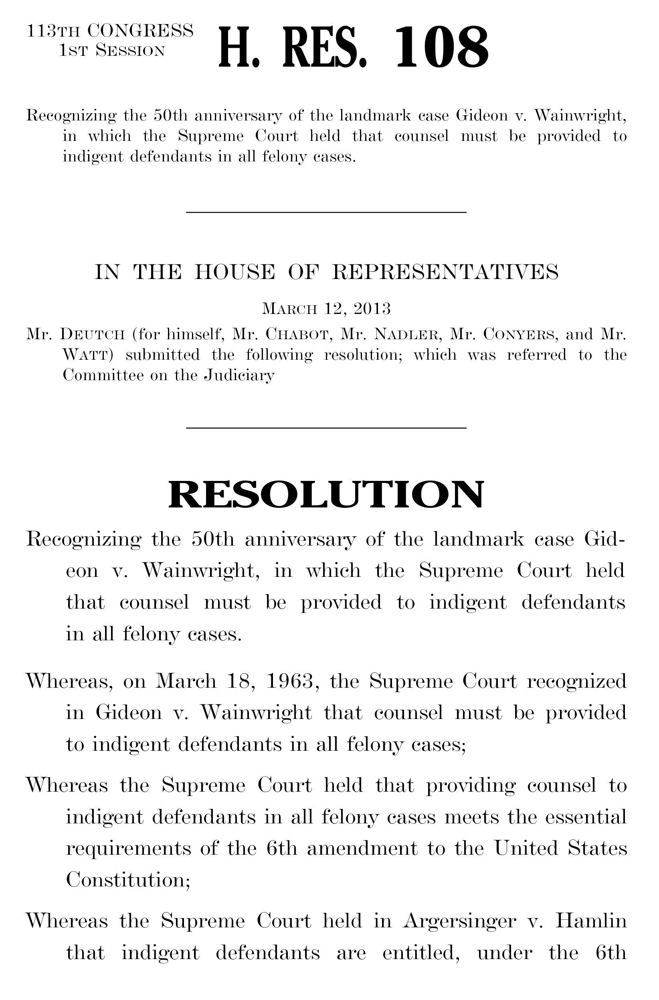 113TH CONGRESS
1ST SESSION
H. RES. 108
Recognizing the 50th anniversary of the landmark case Gideon v. Wainwright,
in which the Supreme Court held that counsel must be provided to
indigent defendants in all felony cases.
IN THE HOUSE OF REPRESENTATIVES
MARCH 12, 2013
Mr. DEUTCH (for himself, Mr. CHABOT, Mr. NADLER, Mr. CONYERS, and Mr.
WATT) submitted the following resolution; which was referred to the
Committee on the Judiciary
RESOLUTION
Recognizing the 50th anniversary of the landmark case Gid-
eon v. Wainwright, in which the Supreme Court held
that counsel must be provided to indigent defendants
in all felony cases.
Whereas, on March 18, 1963, the Supreme Court recognized
in Gideon v. Wainwright that counsel must be provided
to indigent defendants in all felony cases;
Whereas the Supreme Court held that providing counsel to
indigent defendants in all felony cases meets the essential
requirements of the 6th amendment to the United States
Constitution;
Whereas the Supreme Court held in Argersinger v. Hamlin
that indigent defendants are entitled, under the 6th